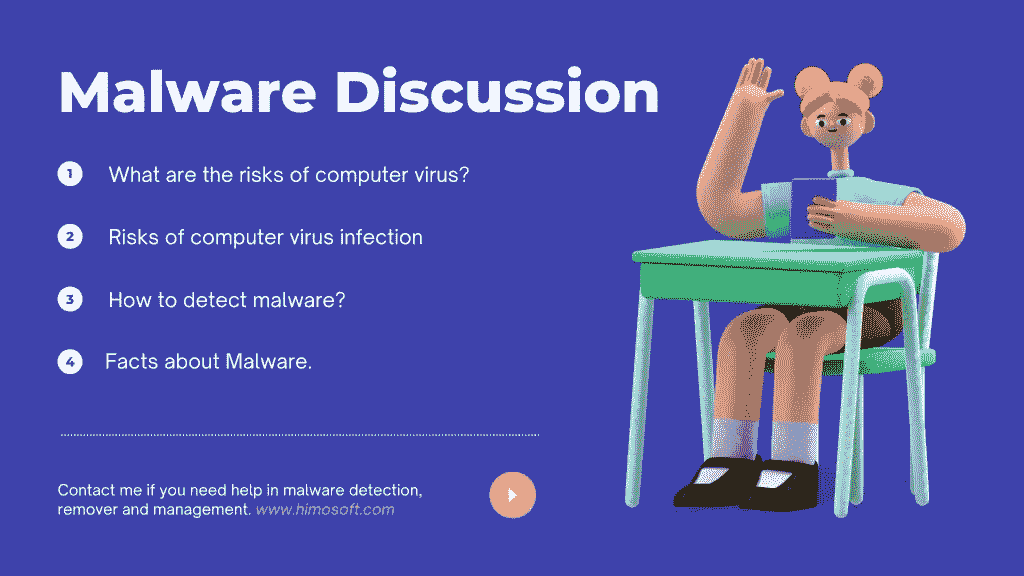 Malware Discussion
1 What are the risks of computer virus?
2 Risks of computer virus infection
3 How to detect malware?
4 Facts about Malware.
Contact me if you need help in malware detection,
remover and management. www.himosoft.com